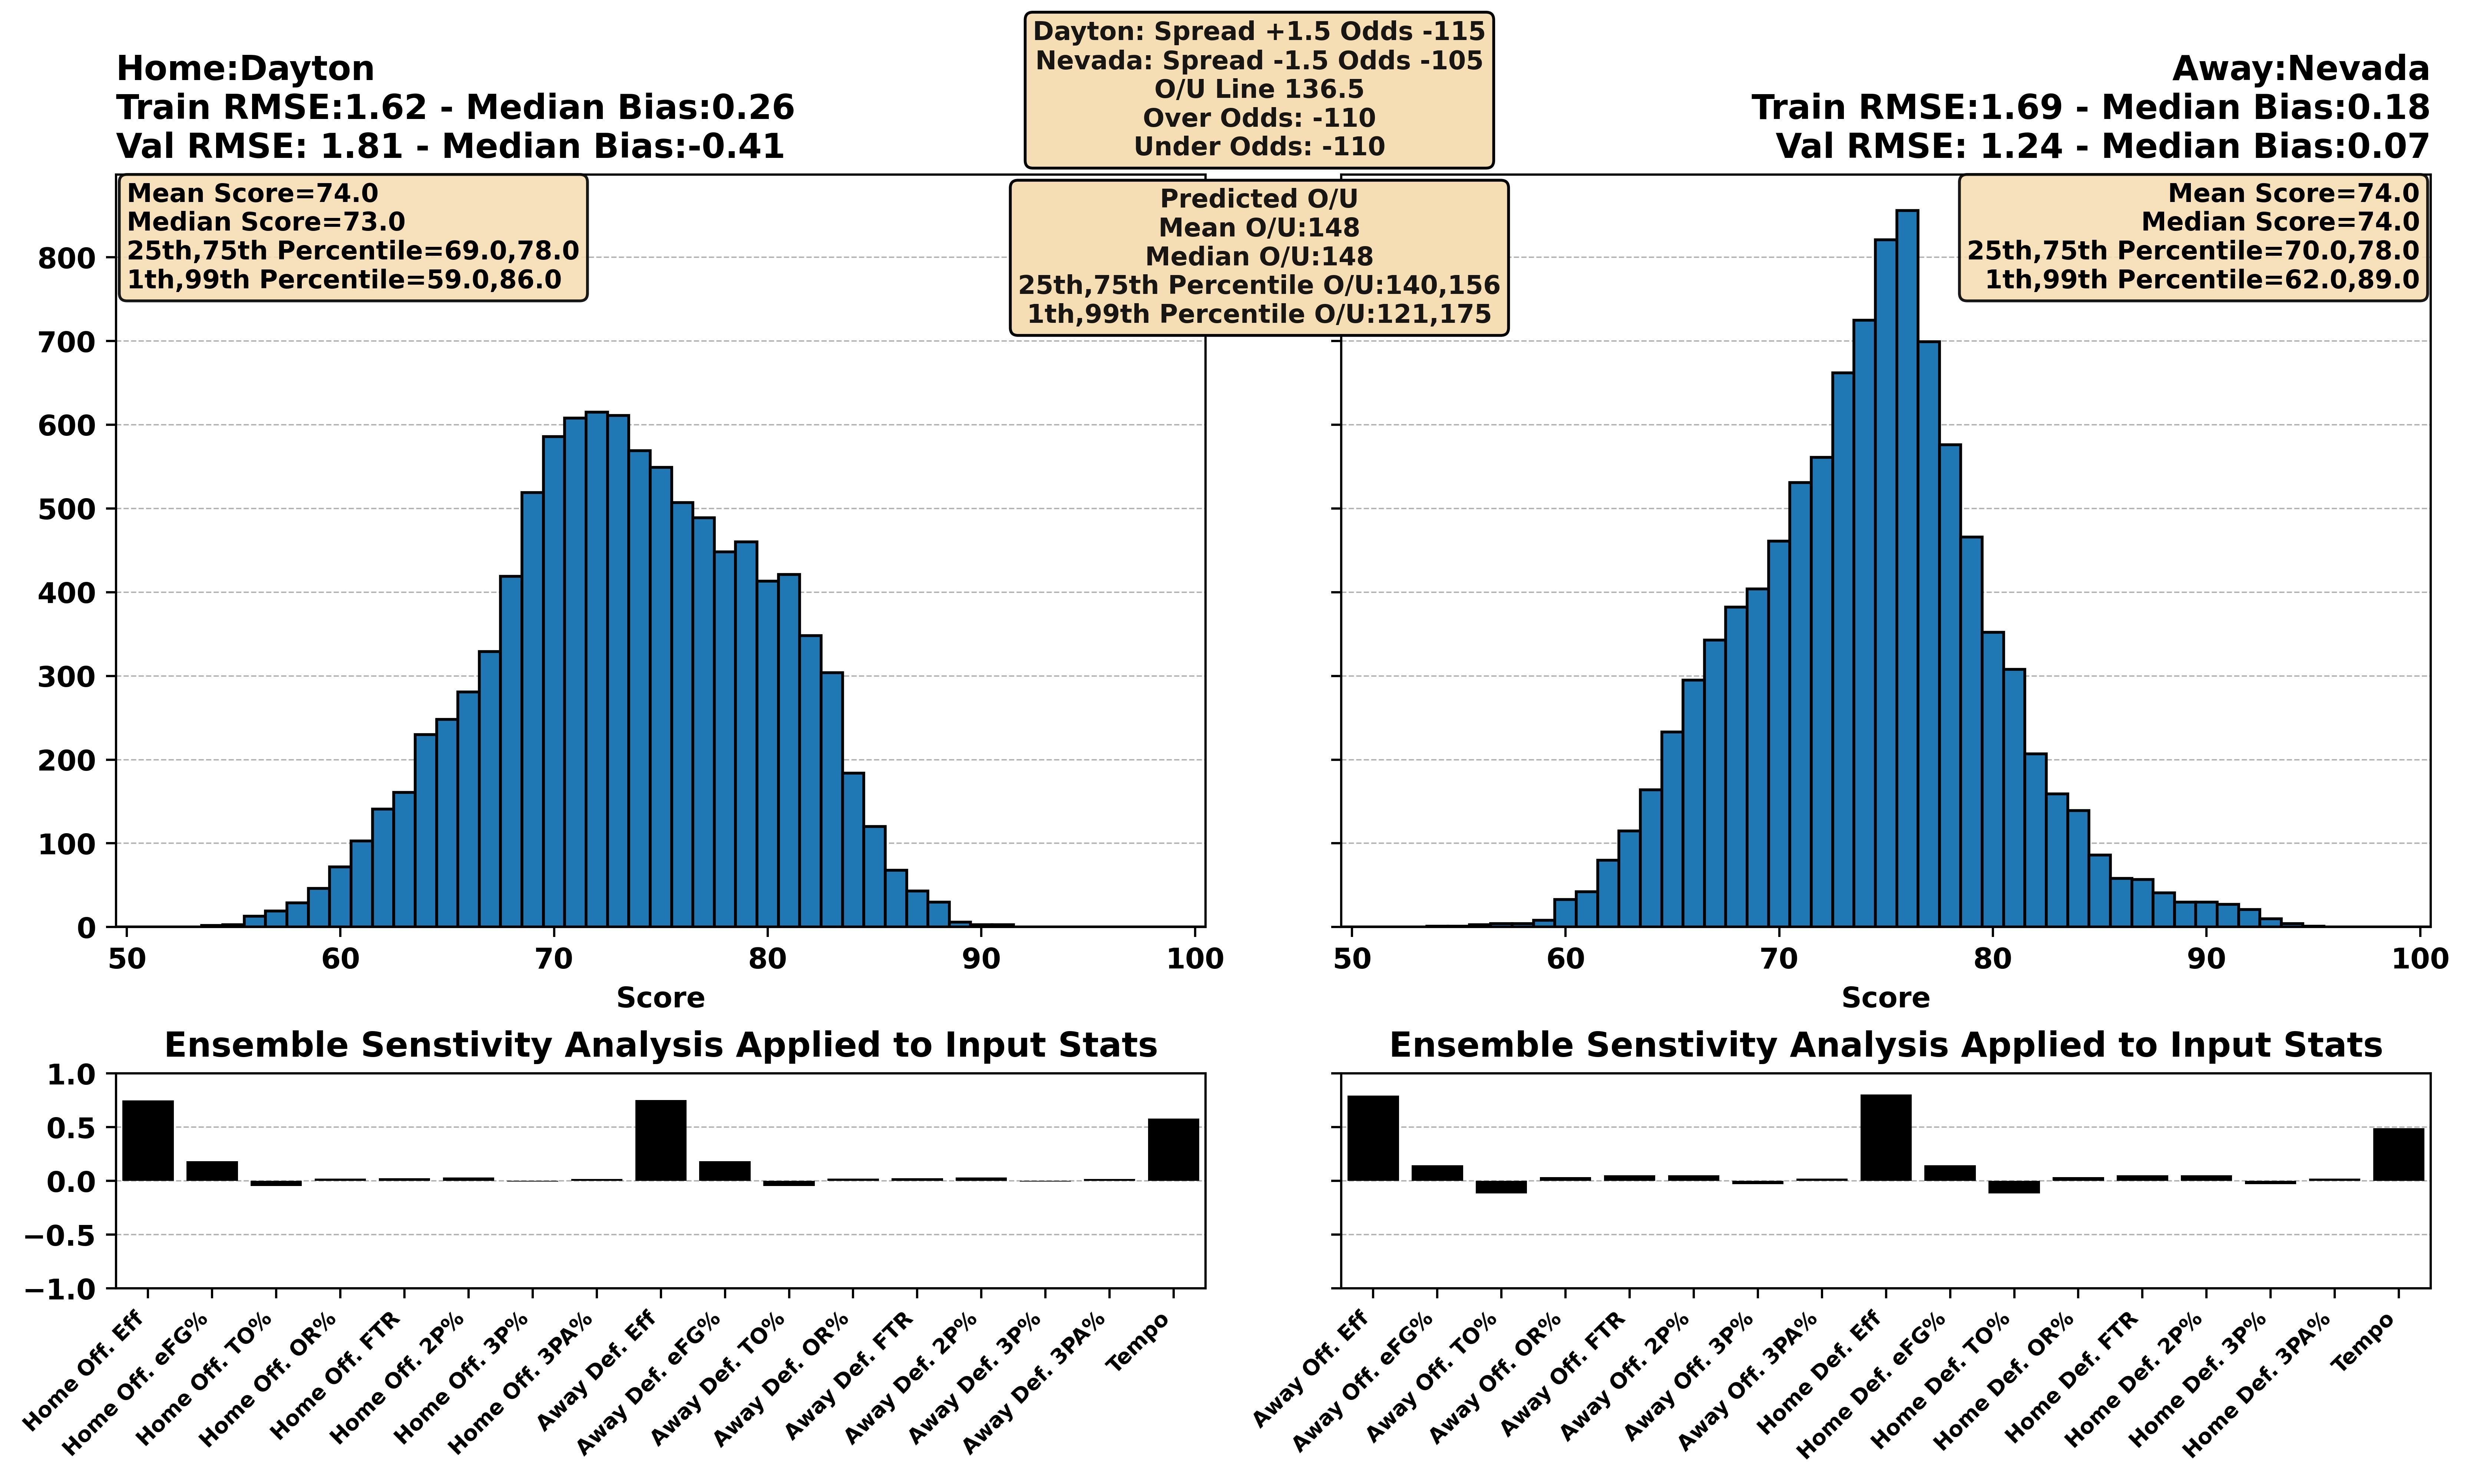 Dayton: Spread +1.5 Odds -115
Nevada: Spread -1.5 Odds -105
O/U Line 136.5
Over Odds: -110
Under Odds: -110
Home:Dayton
Train RMSE:1.62 - Median Bias:0.26
Val RMSE: 1.81 - Median Bias:-0.41
Away:Nevada
Train RMSE:1.69 - Median Bias:0.18
Val RMSE: 1.24 - Median Bias:0.07
Mean Score=74.0
Median Score=73.0
25th,75th Percentile=69.0,78.0
1th,99th Percentile=59.0,86.0
Predicted O/U
Mean O/U:148
Median O/U:148
25th,75th Percentile O/U:140,156
1th,99th Percentile O/U:121,175
Mean Score=74.0
Median Score=74.0
25th,75th Percentile=70.0,78.0
1th,99th Percentile=62.0,89.0
800
700
600
500
400
300
200
100
0
50 60 70 80 90 100
Score
50 60 70 80 90 100
Score
Ensemble Senstivity Analysis Applied to Input Stats
1.0
0.5
0.0
−0.5
−1.0
Home Off. Eff
Home Off. eFG%
Home Off. TO%
Home Off. OR%
Home Off. FTR
Home Off. 2P%
Home Off. 3P%
Home Off. 3PA%
Away Def. Eff
Away Def. eFG%
Away Def. TO%
Away Def. OR%
Away Def. FTR
Away Def. 2P%
Away Def. 3P%
Away Def. 3PA%
Tempo
Ensemble Senstivity Analysis Applied to Input Stats
Away Off. Eff
Away Off. eFG%
Away Off. TO%
Away Off. OR%
Away Off. FTR
Away Off. 2P%
Away Off. 3P%
Away Off. 3PA%
Home Def. Eff
Home Def. eFG%
Home Def. TO%
Home Def. OR%
Home Def. FTR
Home Def. 2P%
Home Def. 3P%
Home Def. 3PA%
Tempo